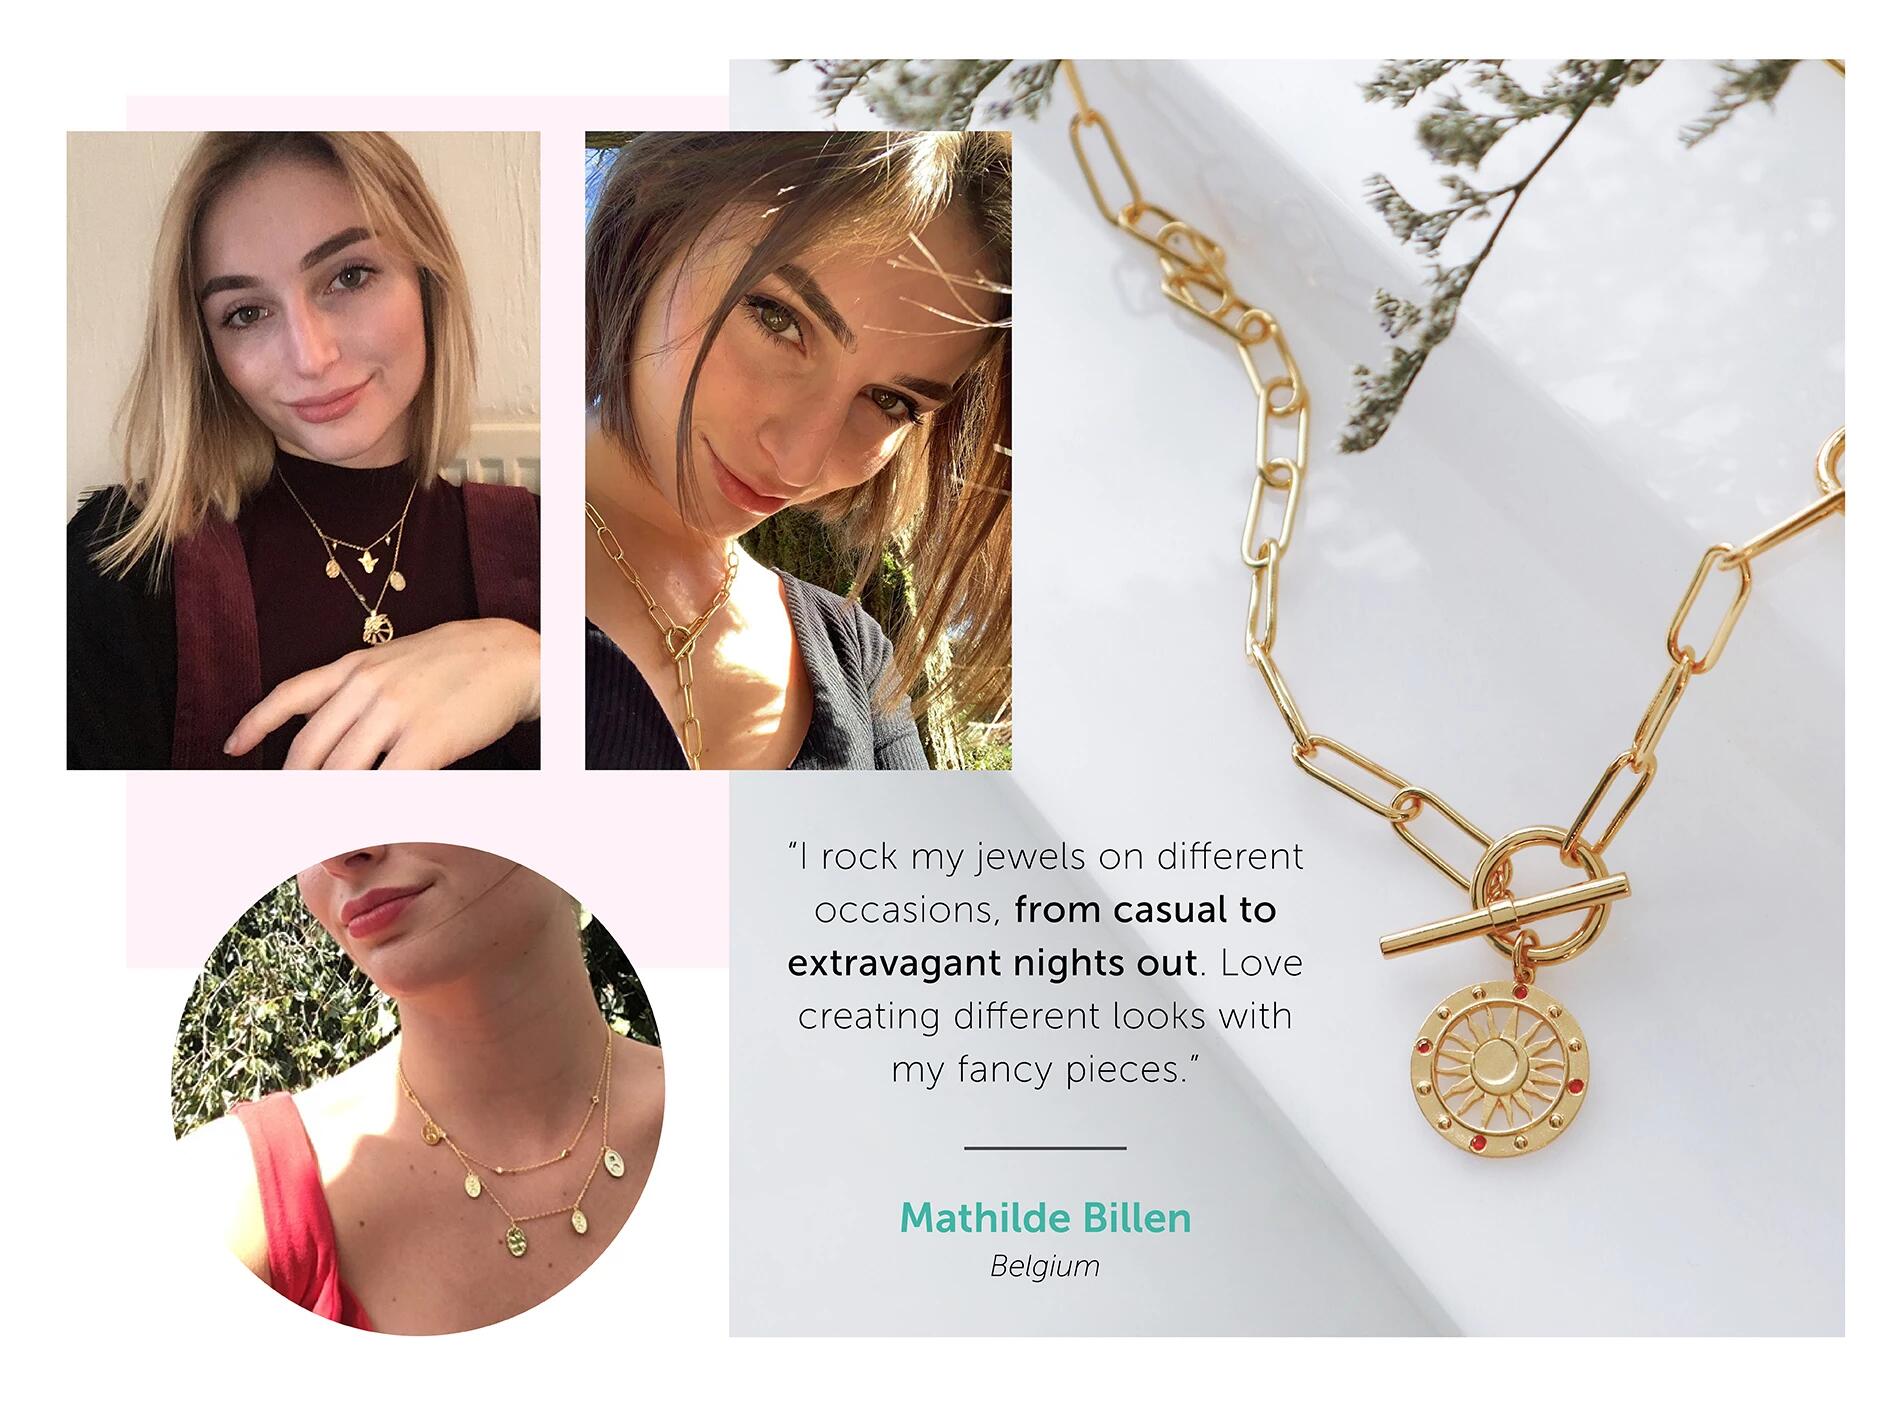 “I rock my jewels on different
occasions, from casual to
extravagant nights out. Love
creating different looks with
my fancy pieces.”
Mathilde Billen
Belgium